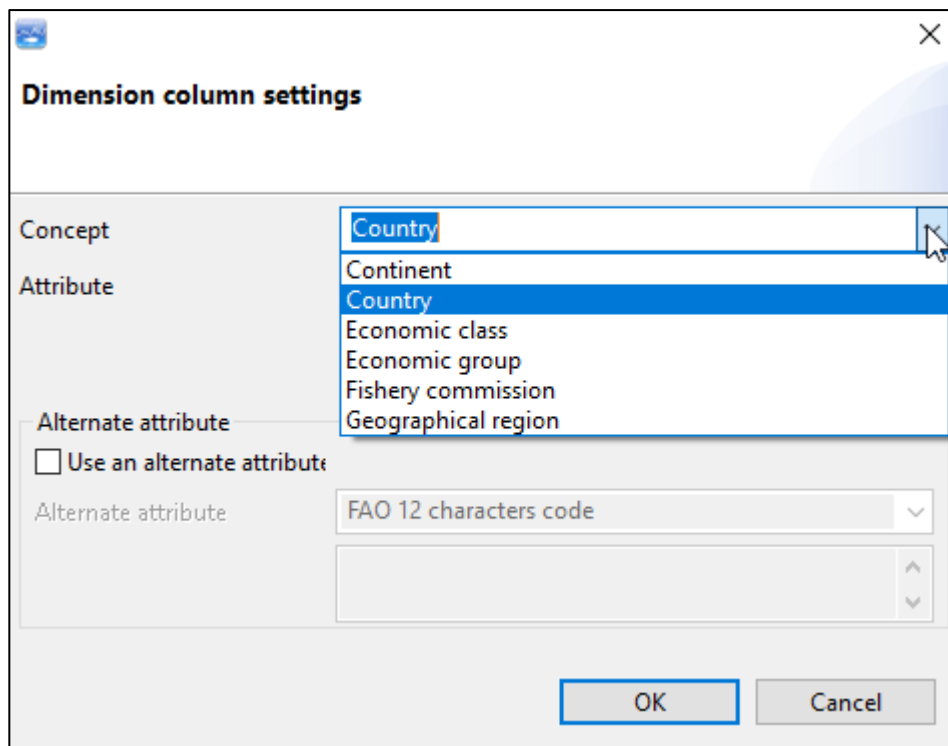 Dimension column settings
Concept
Country
Continent
Attribute
Country
Economic class
Economic group
Fishery commission
Geographical region
Alternate attribute
Use an alternate attribute
Alternate attribute
FAO 12 characters code
OK
Cancel